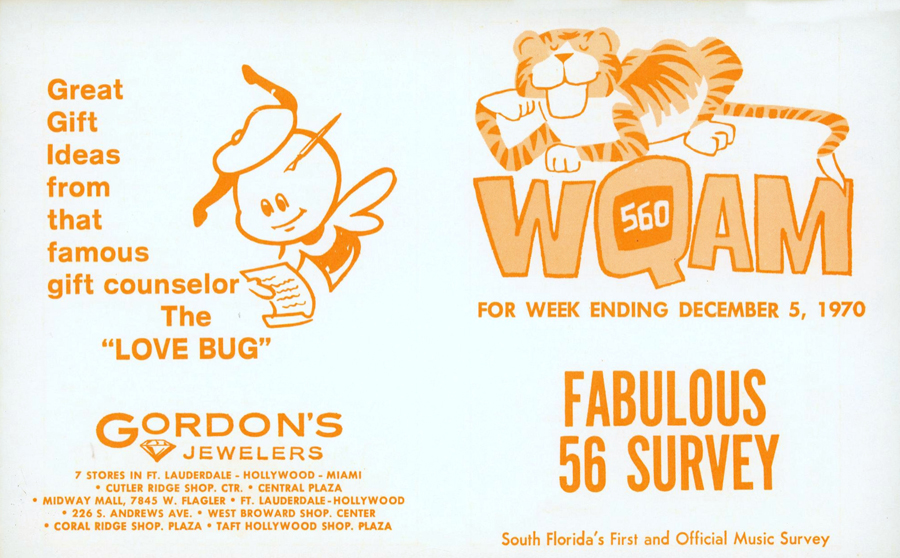 Great
Gift
Ideas
from
that
famous
gift counselor
The
“LOVE BUG”
GORDON'S
JEWELERS
7 STORES IN FT. LAUDERDALE - HOLLYWOOD - MIAMI
• CUTLER RIDGE SHOP. CTR. • CENTRAL PLAZA
• MIDWAY MALL, 7845 W. FLAGLER • FT. LAUDERDALE-HOLLYWOOD
• 226 S. ANDREWS AVE. • WEST BROWARD SHOP. CENTER
• CORAL RIDGE SHOP. PLAZA • TAFT HOLLYWOOD SHOP. PLAZA
WQAM
560
FOR WEEK ENDING DECEMBER 5, 1970
FABULOUS
56 SURVEY
South Florida's First and Official Music Survey